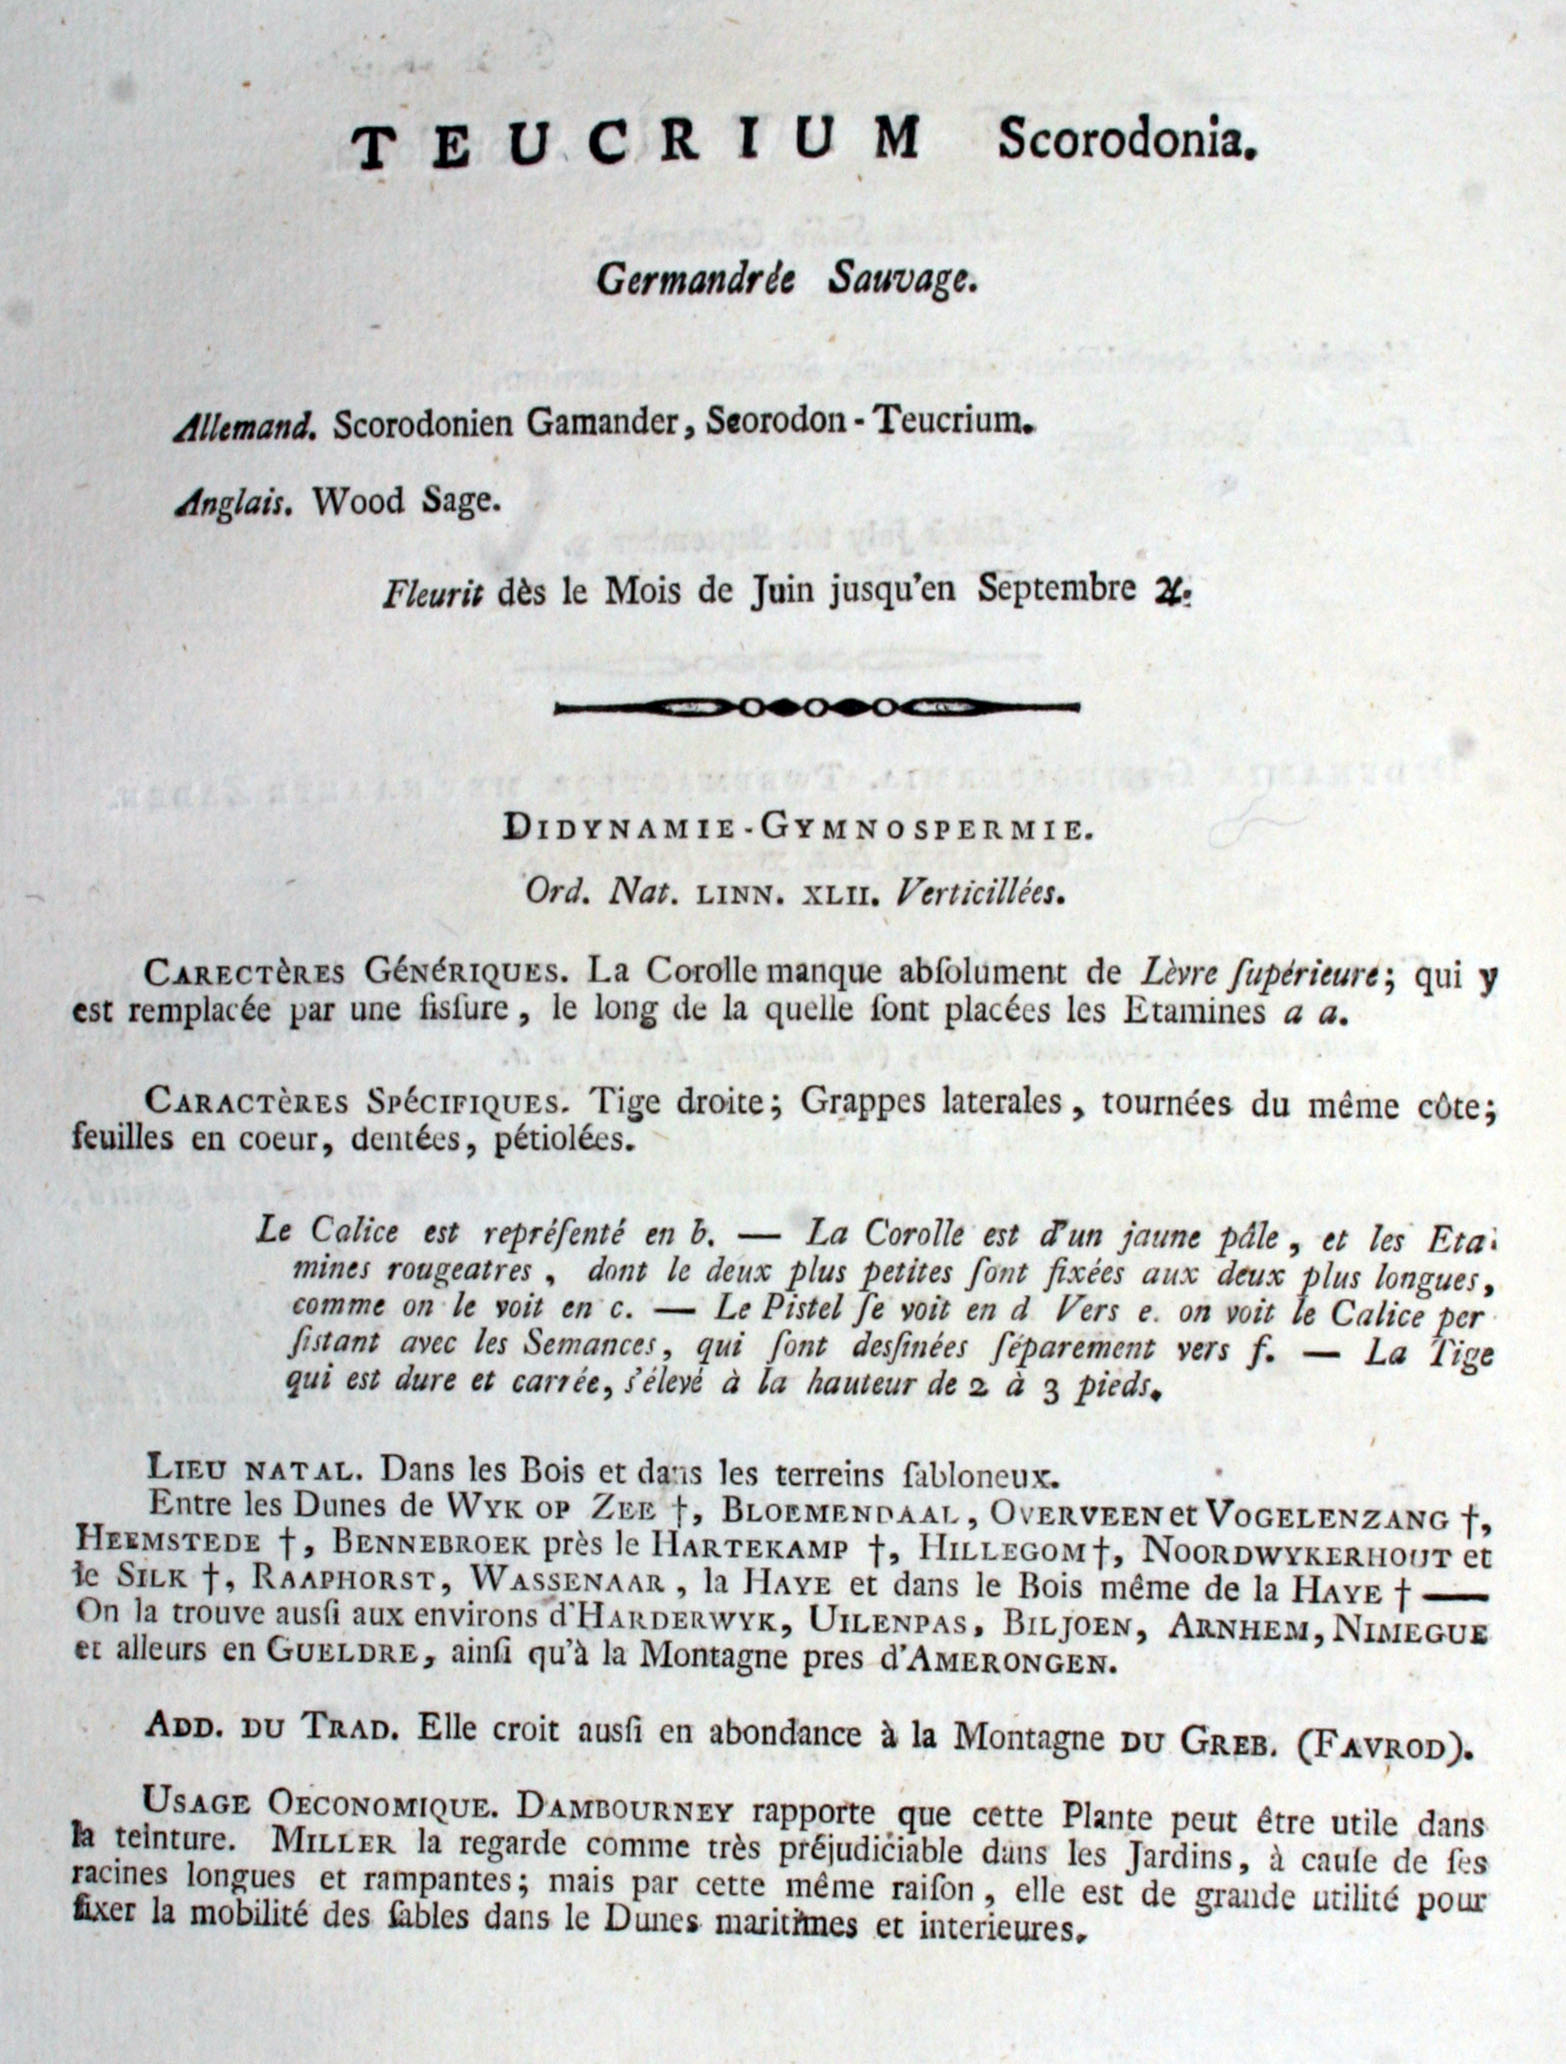 TEUCRIUM Scorodonia.
Germandrée Sauvage.
Allemand. Scorodonien Gamander, Scorodon-Teucrium.
Anglais. Wood Sage.
Fleurit dès le Mois de Juin jusqu'en Septembre ♃.
DIDYNAMIE-GYMNOSPERMIE.
Ord. Nat. LINN. XLII. Verticillées.
CARECTèRES GéNéRIQUES. La Corolle manque abſolument de Lèvre ſupérieure; qui y
est remplacée par une fisſure, le long de la quelle ſont placées les Etamines a a.
CARACTèRES SPéCIFIQUES. Tige droite; Grappes laterales, tournées du même côte;
feuilles en coeur, dentées, pétiolées.
Le Calice est repréſenté en b. — La Corolle est d'un jaune pâle, et les Eta-
mines rougeatres, dont le deux plus petites ſont fixées aux deux plus longues,
comme on le voit en c. — Le Pistel ſe voit en d Vers e. on voit le Calice per-
ſistant avec les Semances, qui ſont desſinées ſéparement vers f. — La Tige
qui est dure et carrée, s'élevé à la hauteur de 2 à 3 pieds.
LIEU NATAL. Dans les Bois et dans les terreins ſabloneux.
Entre les Dunes de WYK OP ZEE †, BLOEMENDAAL, OVERVEEN et VOGELENZANG †,
HEEMSTEDE †, BENNEBROEK près le HARTEKAMP †, HILLEGOM †, NOORDWYKERHOUT et
le SILK †, RAAPHORST, WASSENAAR, la HAYE et dans le Bois même de la HAYE † —
On la trouve ausſi aux environs d'HARDERWYK, UILENPAS, BILJOEN, ARNHEM, NIMEGUE
et alleurs en GUELDRE, ainſi qu'à la Montagne pres d'AMERONGEN.
ADD. DU TRAD. Elle croit ausſi en abondance à la Montagne DU GREB. (FAVROD).
USAGE OECONOMIQUE. DAMBOURNEY rapporte que cette Plante peut être utile dans
la teinture. MILLER la regarde comme très préjudiciable dans les Jardins, à cauſe de ſes
racines longues et rampantes; mais par cette même raiſon, elle est de grande utilité pour
fixer la mobilité des ſables dans le Dunes maritimes et interieures.